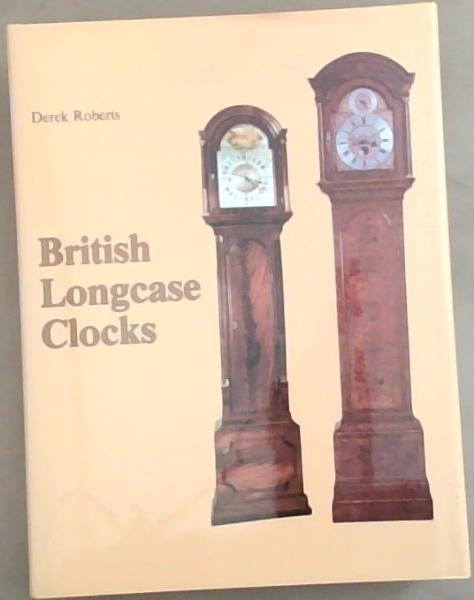 Derek Roberts
British
Longcase
Clocks